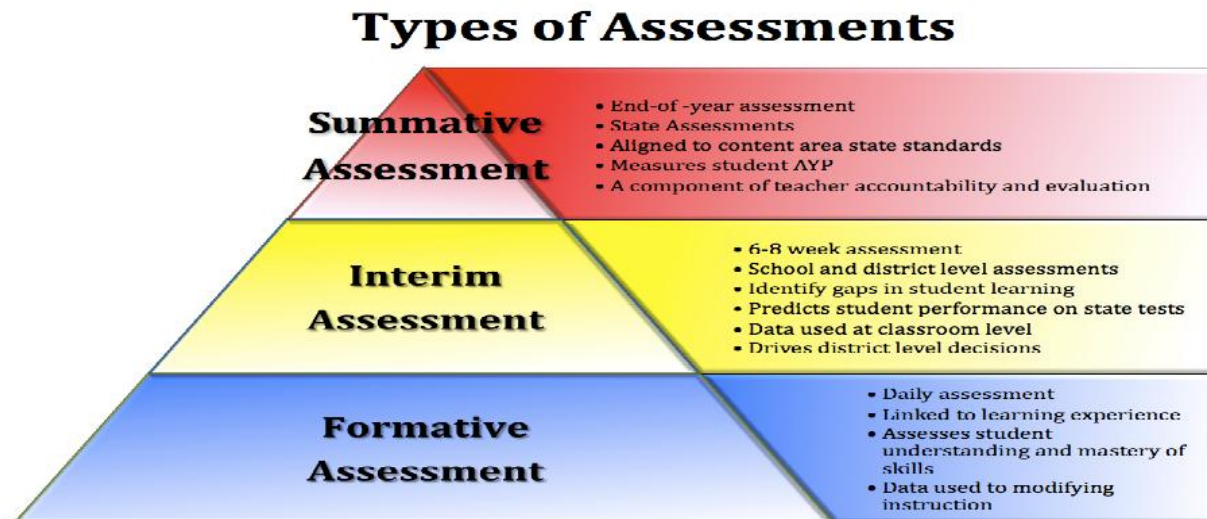 Types of Assessments
Summative
Assessment
• End-of -year assessment
• State Assessments
• Aligned to content area state standards
• Measures student AYP
• A component of teacher accountability and evaluation
Interim
Assessment
• 6-8 week assessment
• School and district level assessments
• Identify gaps in student learning
• Predicts student performance on state tests
• Data used at classroom level
• Drives district level decisions
Formative
Assessment
• Daily assessment
• Linked to learning experience
• Assesses student
understanding and mastery of
skills
• Data used to modifying
instruction